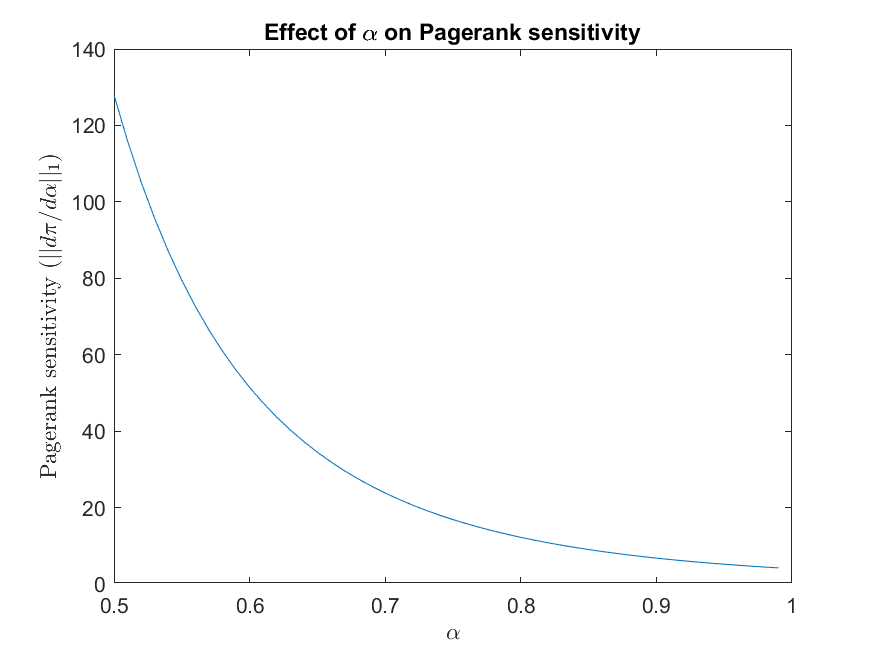 Effect of α on Pagerank sensitivity
Pagerank sensitivity (||dπ/dα||₁)
140
120
100
80
60
40
20
0
0.5 0.6 0.7 0.8 0.9 1
α